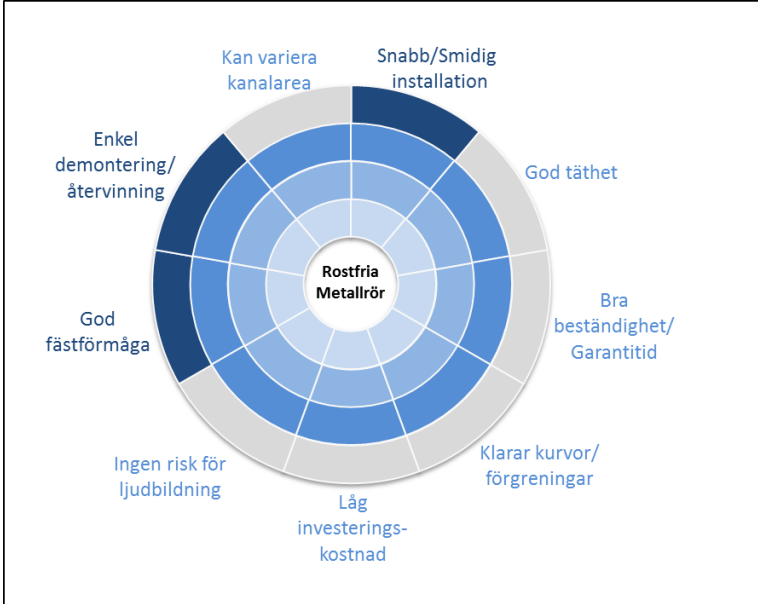 Kan variera
kanalarea
Snabb/Smidig
installation
Enkel
demontering/
återvinning
God täthet
Rostfria
Metallrör
God
fästförmåga
Bra
beständighet/
Garantitid
Ingen risk för
ljudbildning
Klarar kurvor/
förgreningar
Låg
investerings-
kostnad